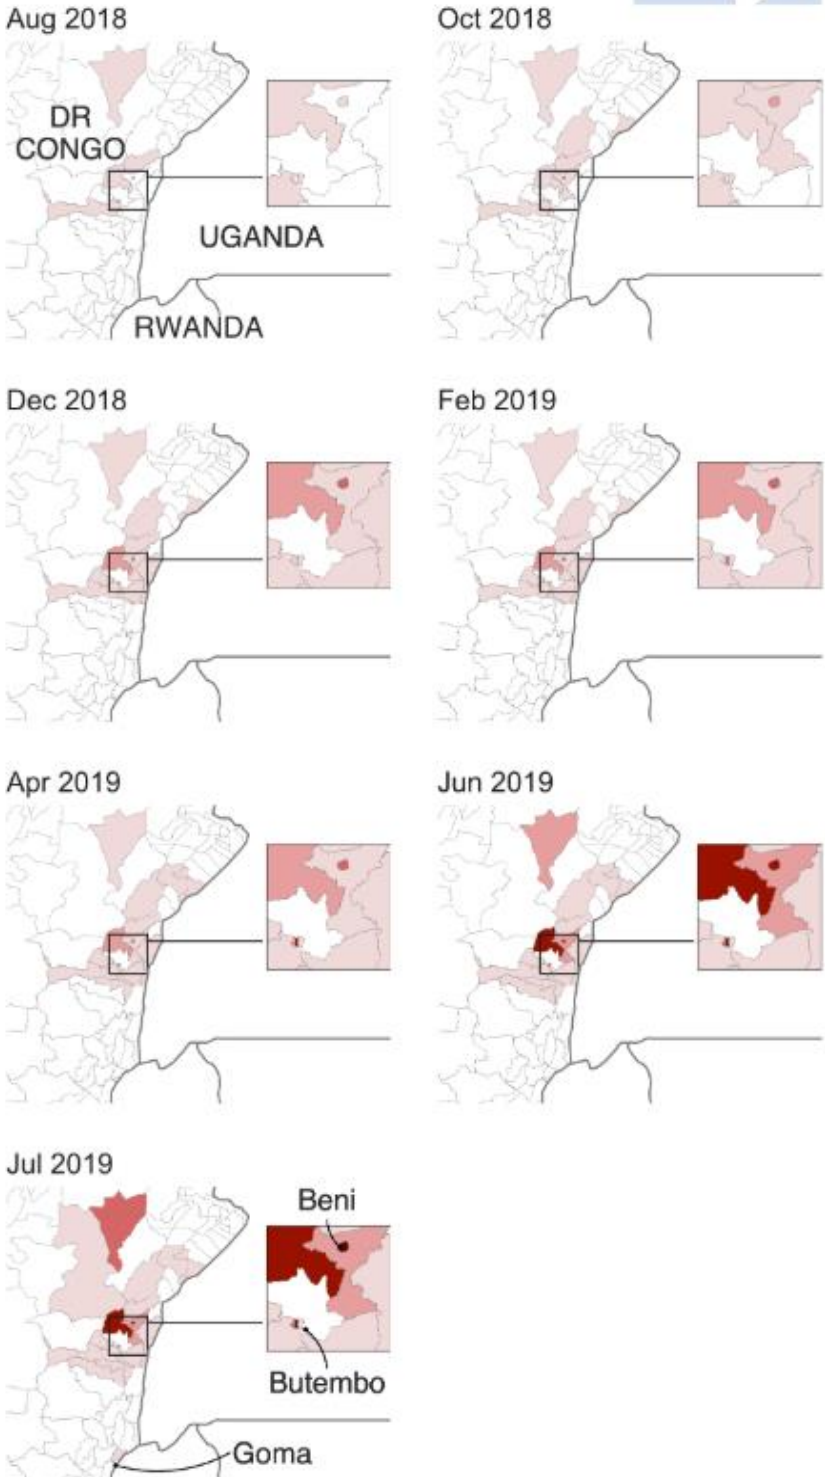 Aug 2018
Oct 2018
DR
CONGO
UGANDA
RWANDA
Dec 2018
Feb 2019
Apr 2019
Jun 2019
Jul 2019
Beni
Butembo
Goma